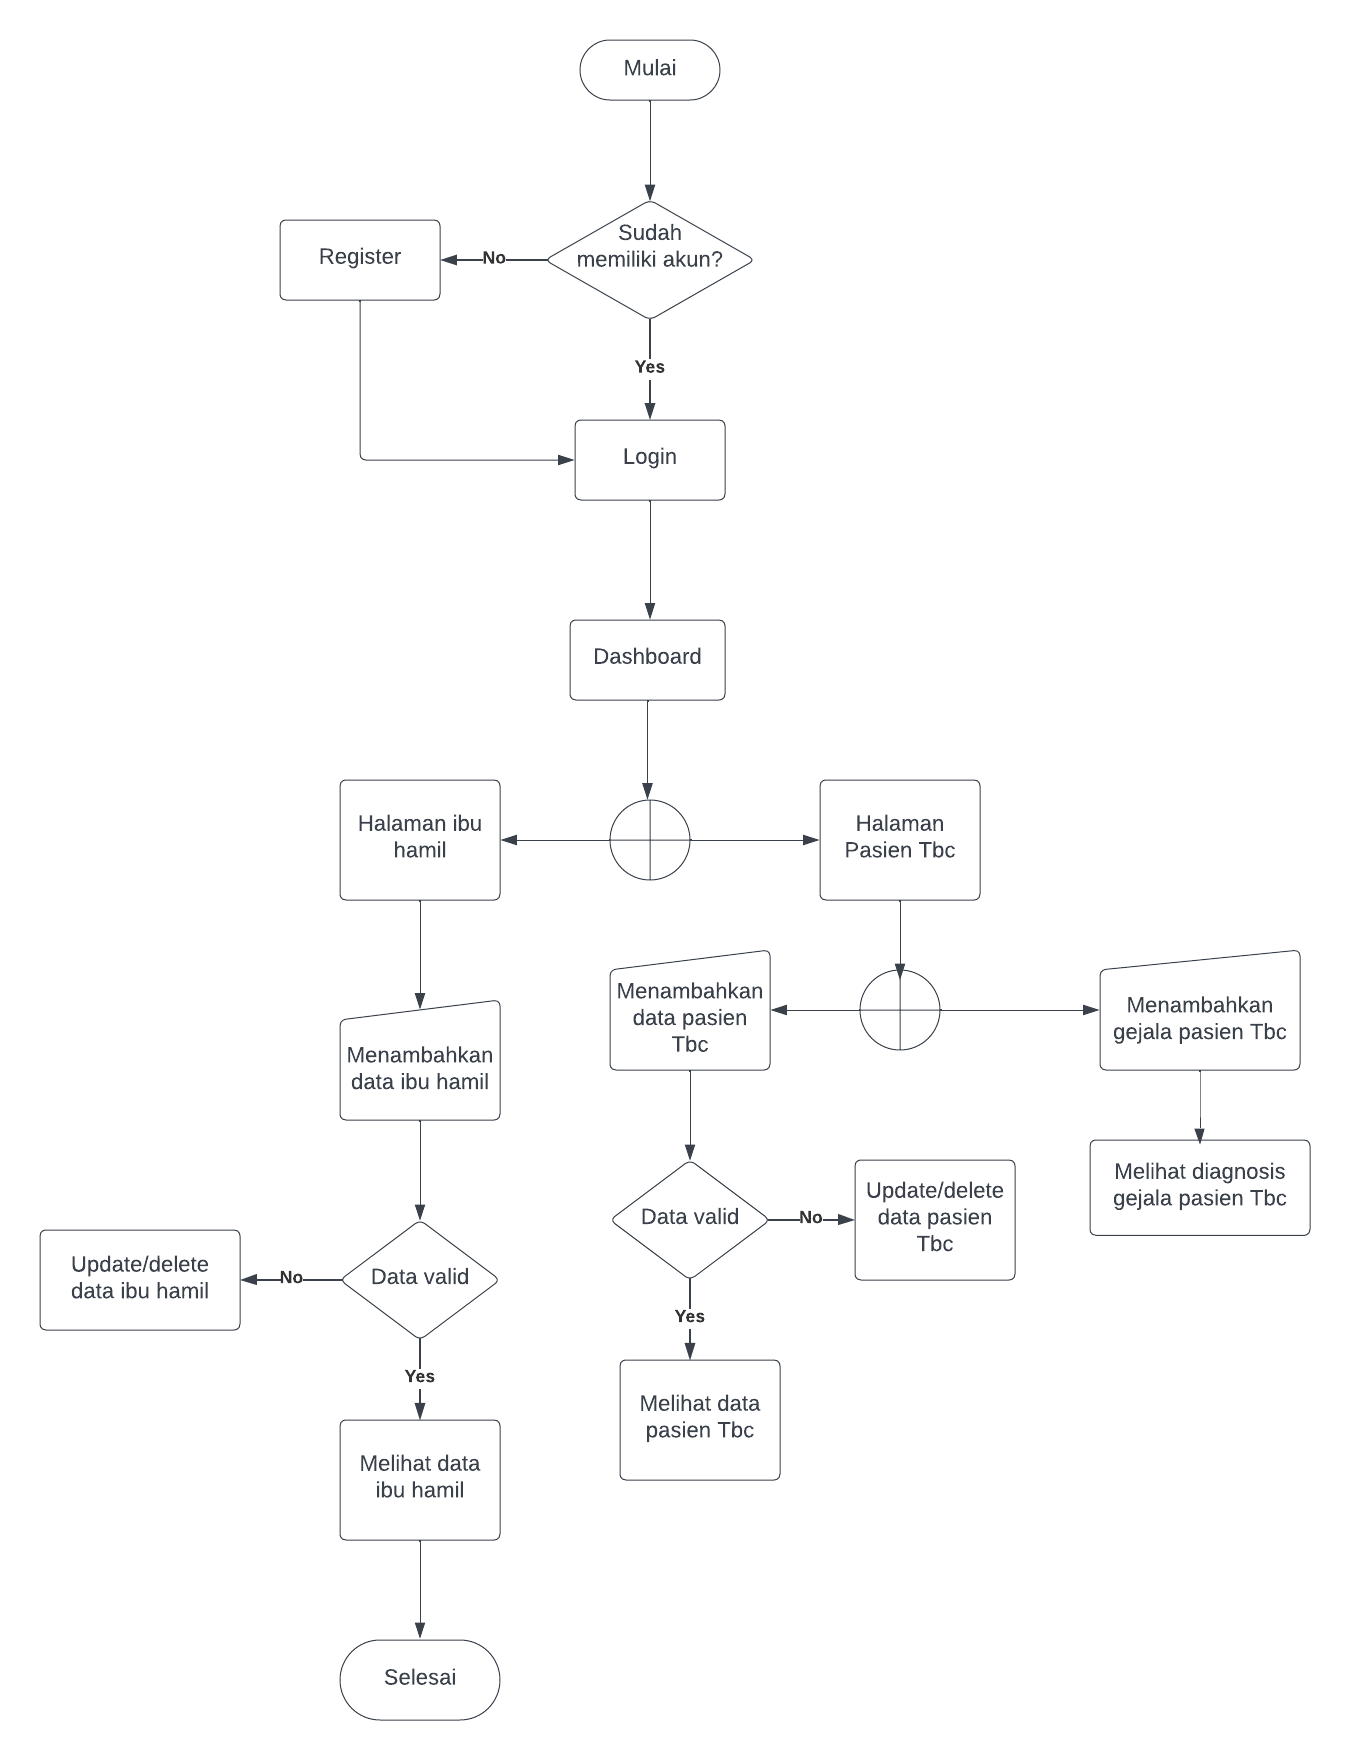 Mulai
Sudah
memiliki akun?
No
Register
Yes
Login
Dashboard
Halaman ibu
hamil
Halaman
Pasien Tbc
Menambahkan
data pasien
Tbc
Menambahkan
gejala pasien Tbc
Menambahkan
data ibu hamil
Melihat diagnosis
gejala pasien Tbc
Data valid
No
Update/delete
data pasien
Tbc
Update/delete
data ibu hamil
No
Data valid
Yes
Yes
Melihat data
pasien Tbc
Melihat data
ibu hamil
Selesai